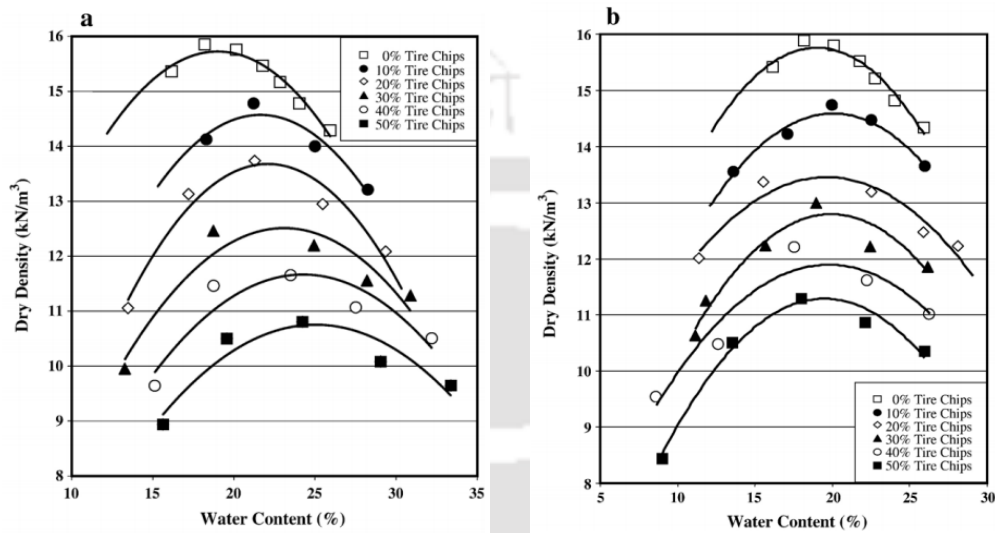 a
16
15
14
13
12
11
10
9
8
Dry Density (kN/m³)
10 15 20 25 30 35
Water Content (%)
0% Tire Chips
10% Tire Chips
20% Tire Chips
30% Tire Chips
40% Tire Chips
50% Tire Chips
b
16
15
14
13
12
11
10
9
8
Dry Density (kN/m³)
5 10 15 20 25 30
Water Content (%)
0% Tire Chips
10% Tire Chips
20% Tire Chips
30% Tire Chips
40% Tire Chips
50% Tire Chips